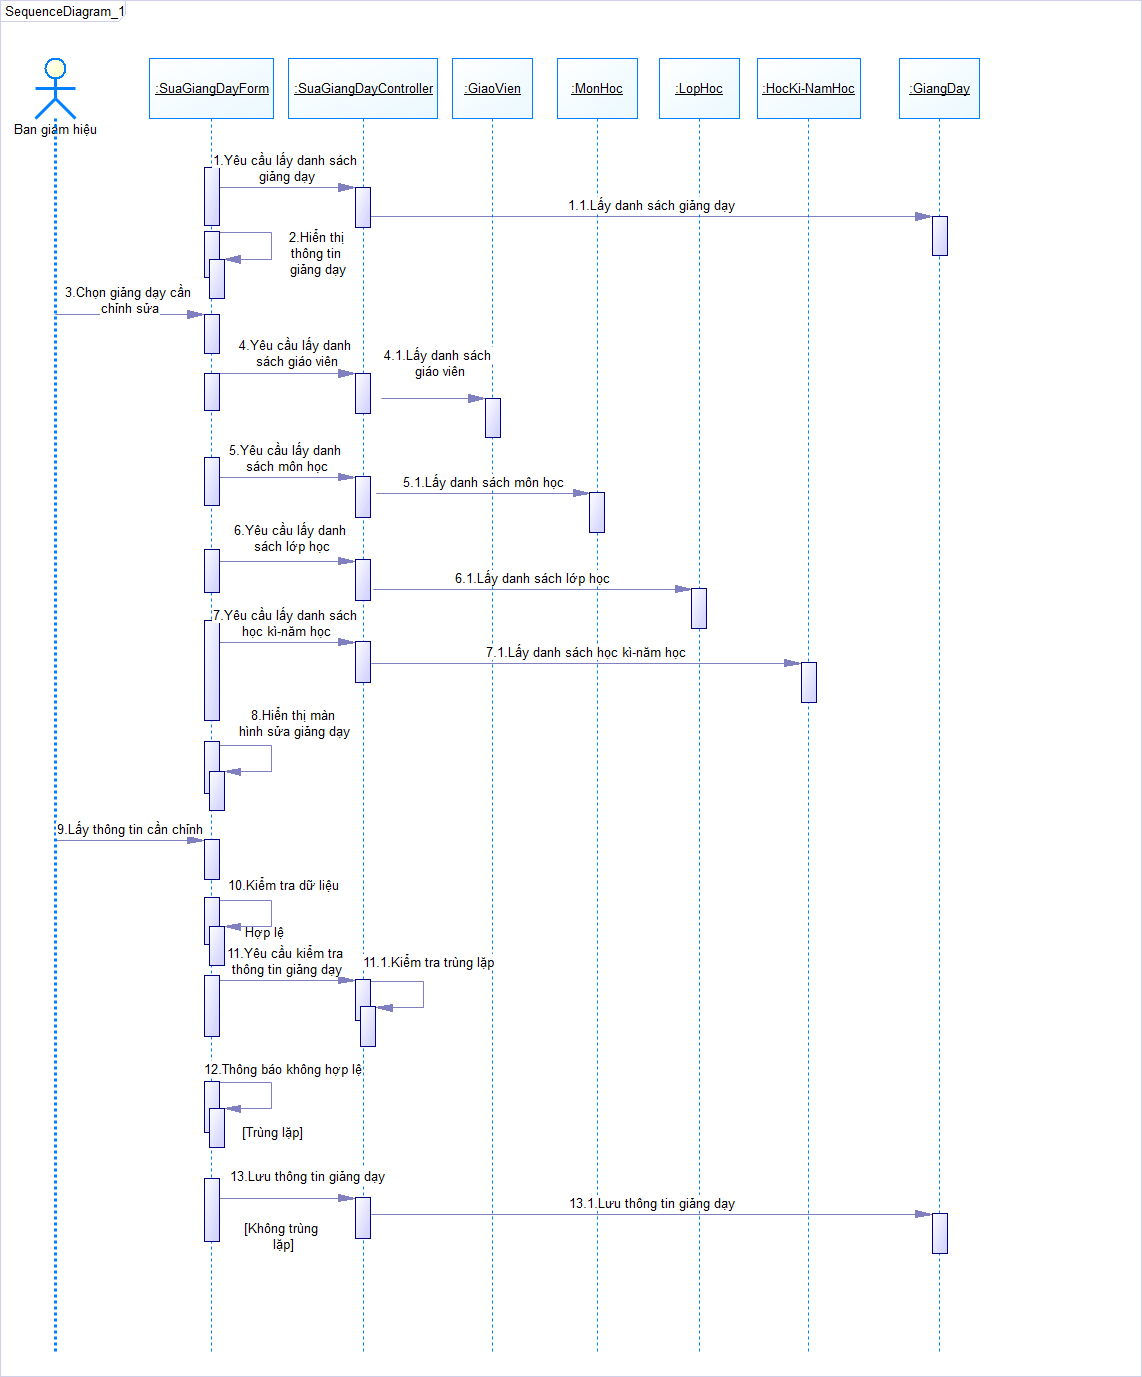 SequenceDiagram_1
Ban giám hiệu
:SuaGiangDayForm
:SuaGiangDayController
:GiaoVien
:MonHoc
:LopHoc
:HocKi-NamHoc
:GiangDay
1.Yêu cầu lấy danh sách
giảng dạy
1.1.Lấy danh sách giảng dạy
2.Hiển thị
thông tin
giảng dạy
3.Chọn giảng dạy cần
chỉnh sửa
4.Yêu cầu lấy danh
sách giáo viên
4.1.Lấy danh sách
giáo viên
5.Yêu cầu lấy danh
sách môn học
5.1.Lấy danh sách môn học
6.Yêu cầu lấy danh
sách lớp học
6.1.Lấy danh sách lớp học
7.Yêu cầu lấy danh sách
học kì-năm học
7.1.Lấy danh sách học kì-năm học
8.Hiển thị màn
hình sửa giảng dạy
9.Lấy thông tin cần chỉnh
10.Kiểm tra dữ liệu
Hợp lệ
11.Yêu cầu kiểm tra
thông tin giảng dạy
11.1.Kiểm tra trùng lặp
12.Thông báo không hợp lệ
[Trùng lặp]
13.Lưu thông tin giảng dạy
13.1.Lưu thông tin giảng dạy
[Không trùng
lặp]